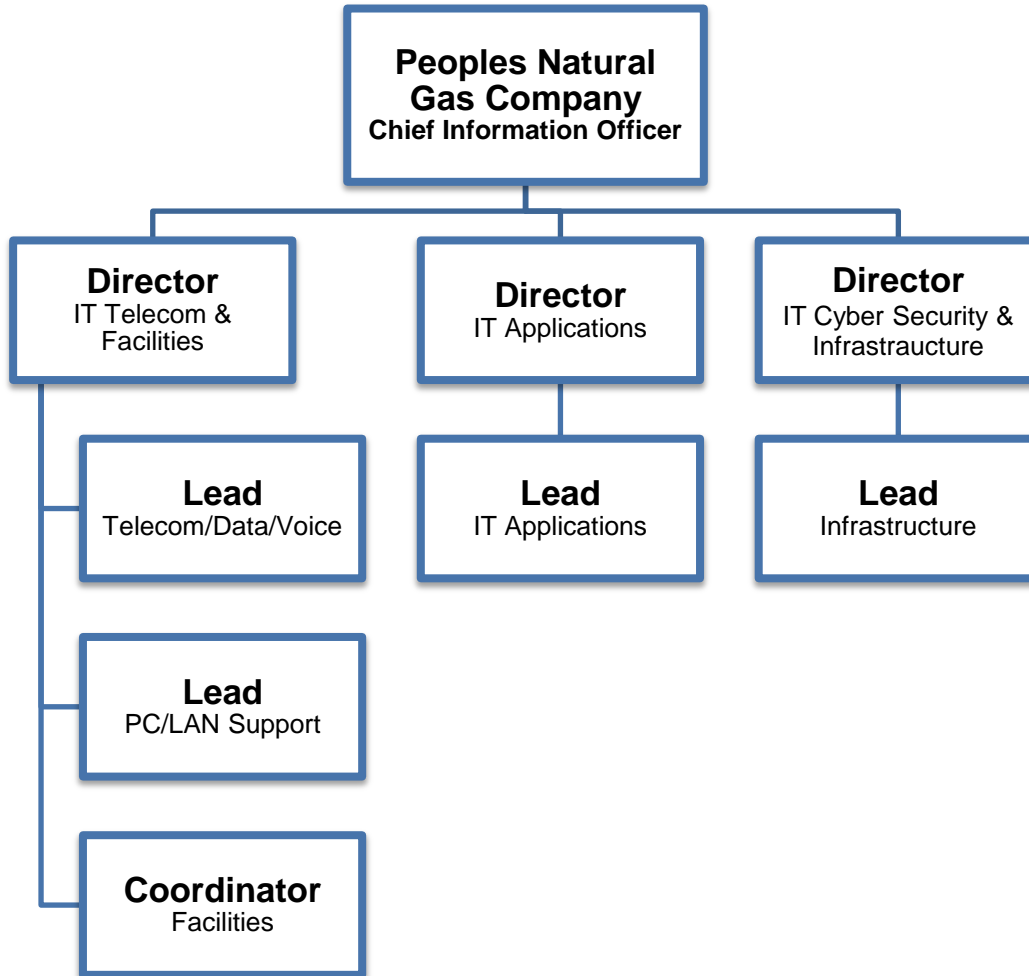 Peoples Natural
Gas Company
Chief Information Officer
Director
IT Telecom &
Facilities
Director
IT Applications
Director
IT Cyber Security &
Infrastraucture
Lead
Telecom/Data/Voice
Lead
IT Applications
Lead
Infrastructure
Lead
PC/LAN Support
Coordinator
Facilities